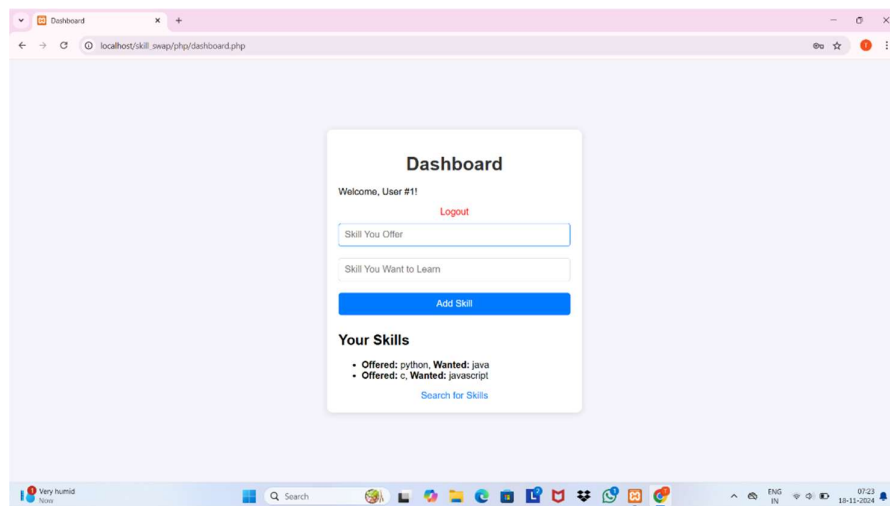 Dashboard
localhost/skill_swap/php/dashboard.php
Dashboard
Welcome, User #1!
Logout
Skill You Offer
Skill You Want to Learn
Add Skill
Your Skills
• Offered: python, Wanted: java
• Offered: c, Wanted: javascript
Search for Skills
Very humid
Now
Search
ENG
IN
07:23
18-11-2024